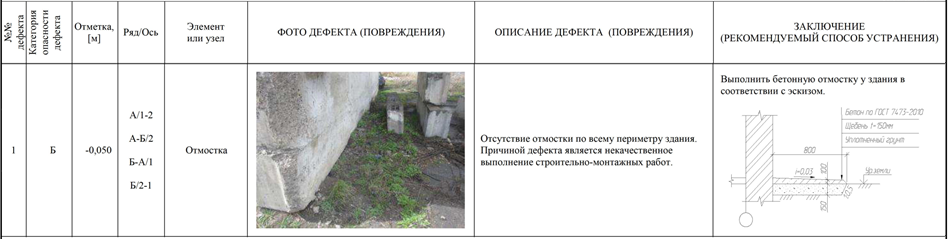 №№ дефекта
Категория опасности дефекта
Отметка, [м]
Ряд/Ось
Элемент или узел
ФОТО ДЕФЕКТА (ПОВРЕЖДЕНИЯ)
ОПИСАНИЕ ДЕФЕКТА (ПОВРЕЖДЕНИЯ)
ЗАКЛЮЧЕНИЕ
(РЕКОМЕНДУЕМЫЙ СПОСОБ УСТРАНЕНИЯ)
1
Б
-0,050
А/1-2
А-Б/2
Б-А/1
Б/2-1
Отмостка
Отсутствие отмостки по всему периметру здания.
Причиной дефекта является некачественное
выполнение строительно-монтажных работ.
Выполнить бетонную отмостку у здания в
соответствии с эскизом.
Бетон по ГОСТ 7473-2010
Щебень t=150мм
Уплотненный грунт
800
i=0.03
100
Ур.земли
150